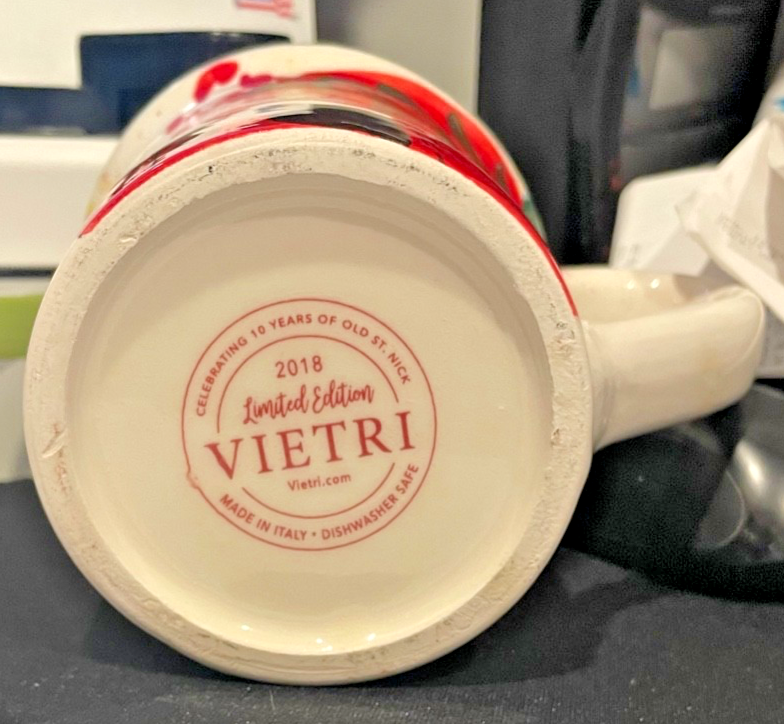 CELEBRATING 10 YEARS OF OLD ST. NICK
2018
Limited Edition
VIETRI
Vietri.com
MADE IN ITALY • DISHWASHER SAFE